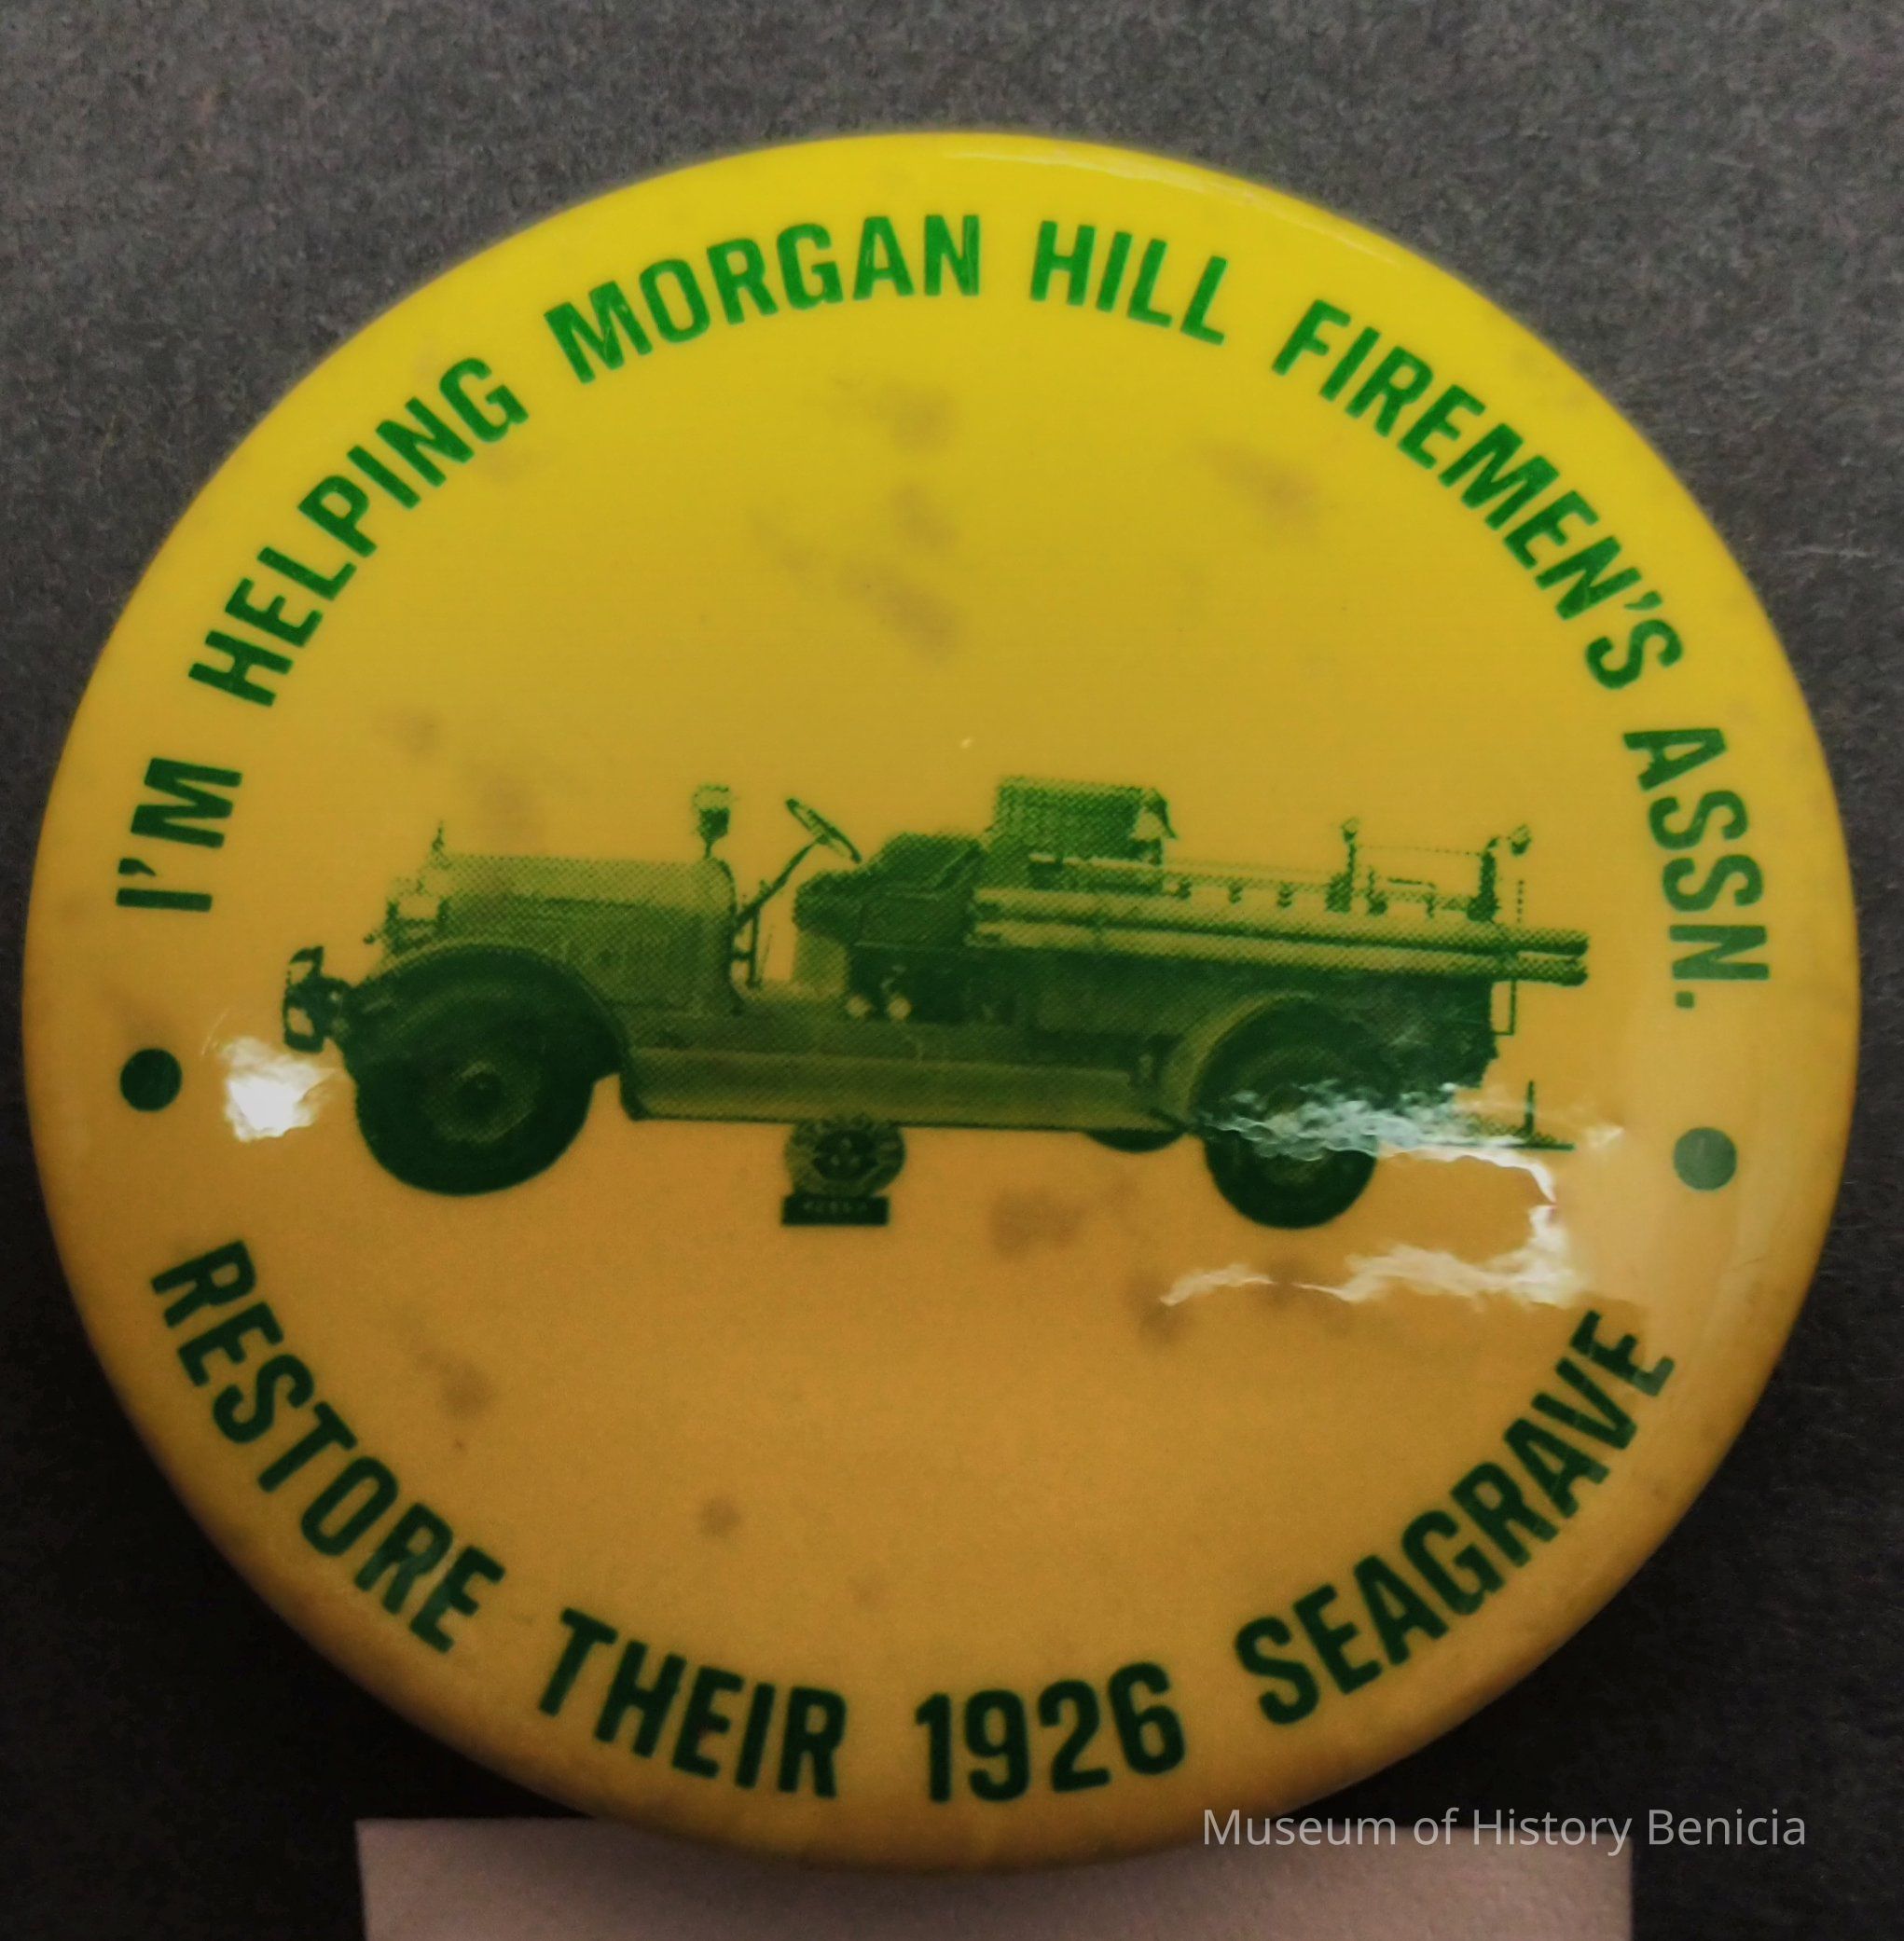 I'M HELPING MORGAN HILL FIREMEN'S ASSN.
RESTORE THEIR 1926 SEAGRAVE
Museum of History Benicia